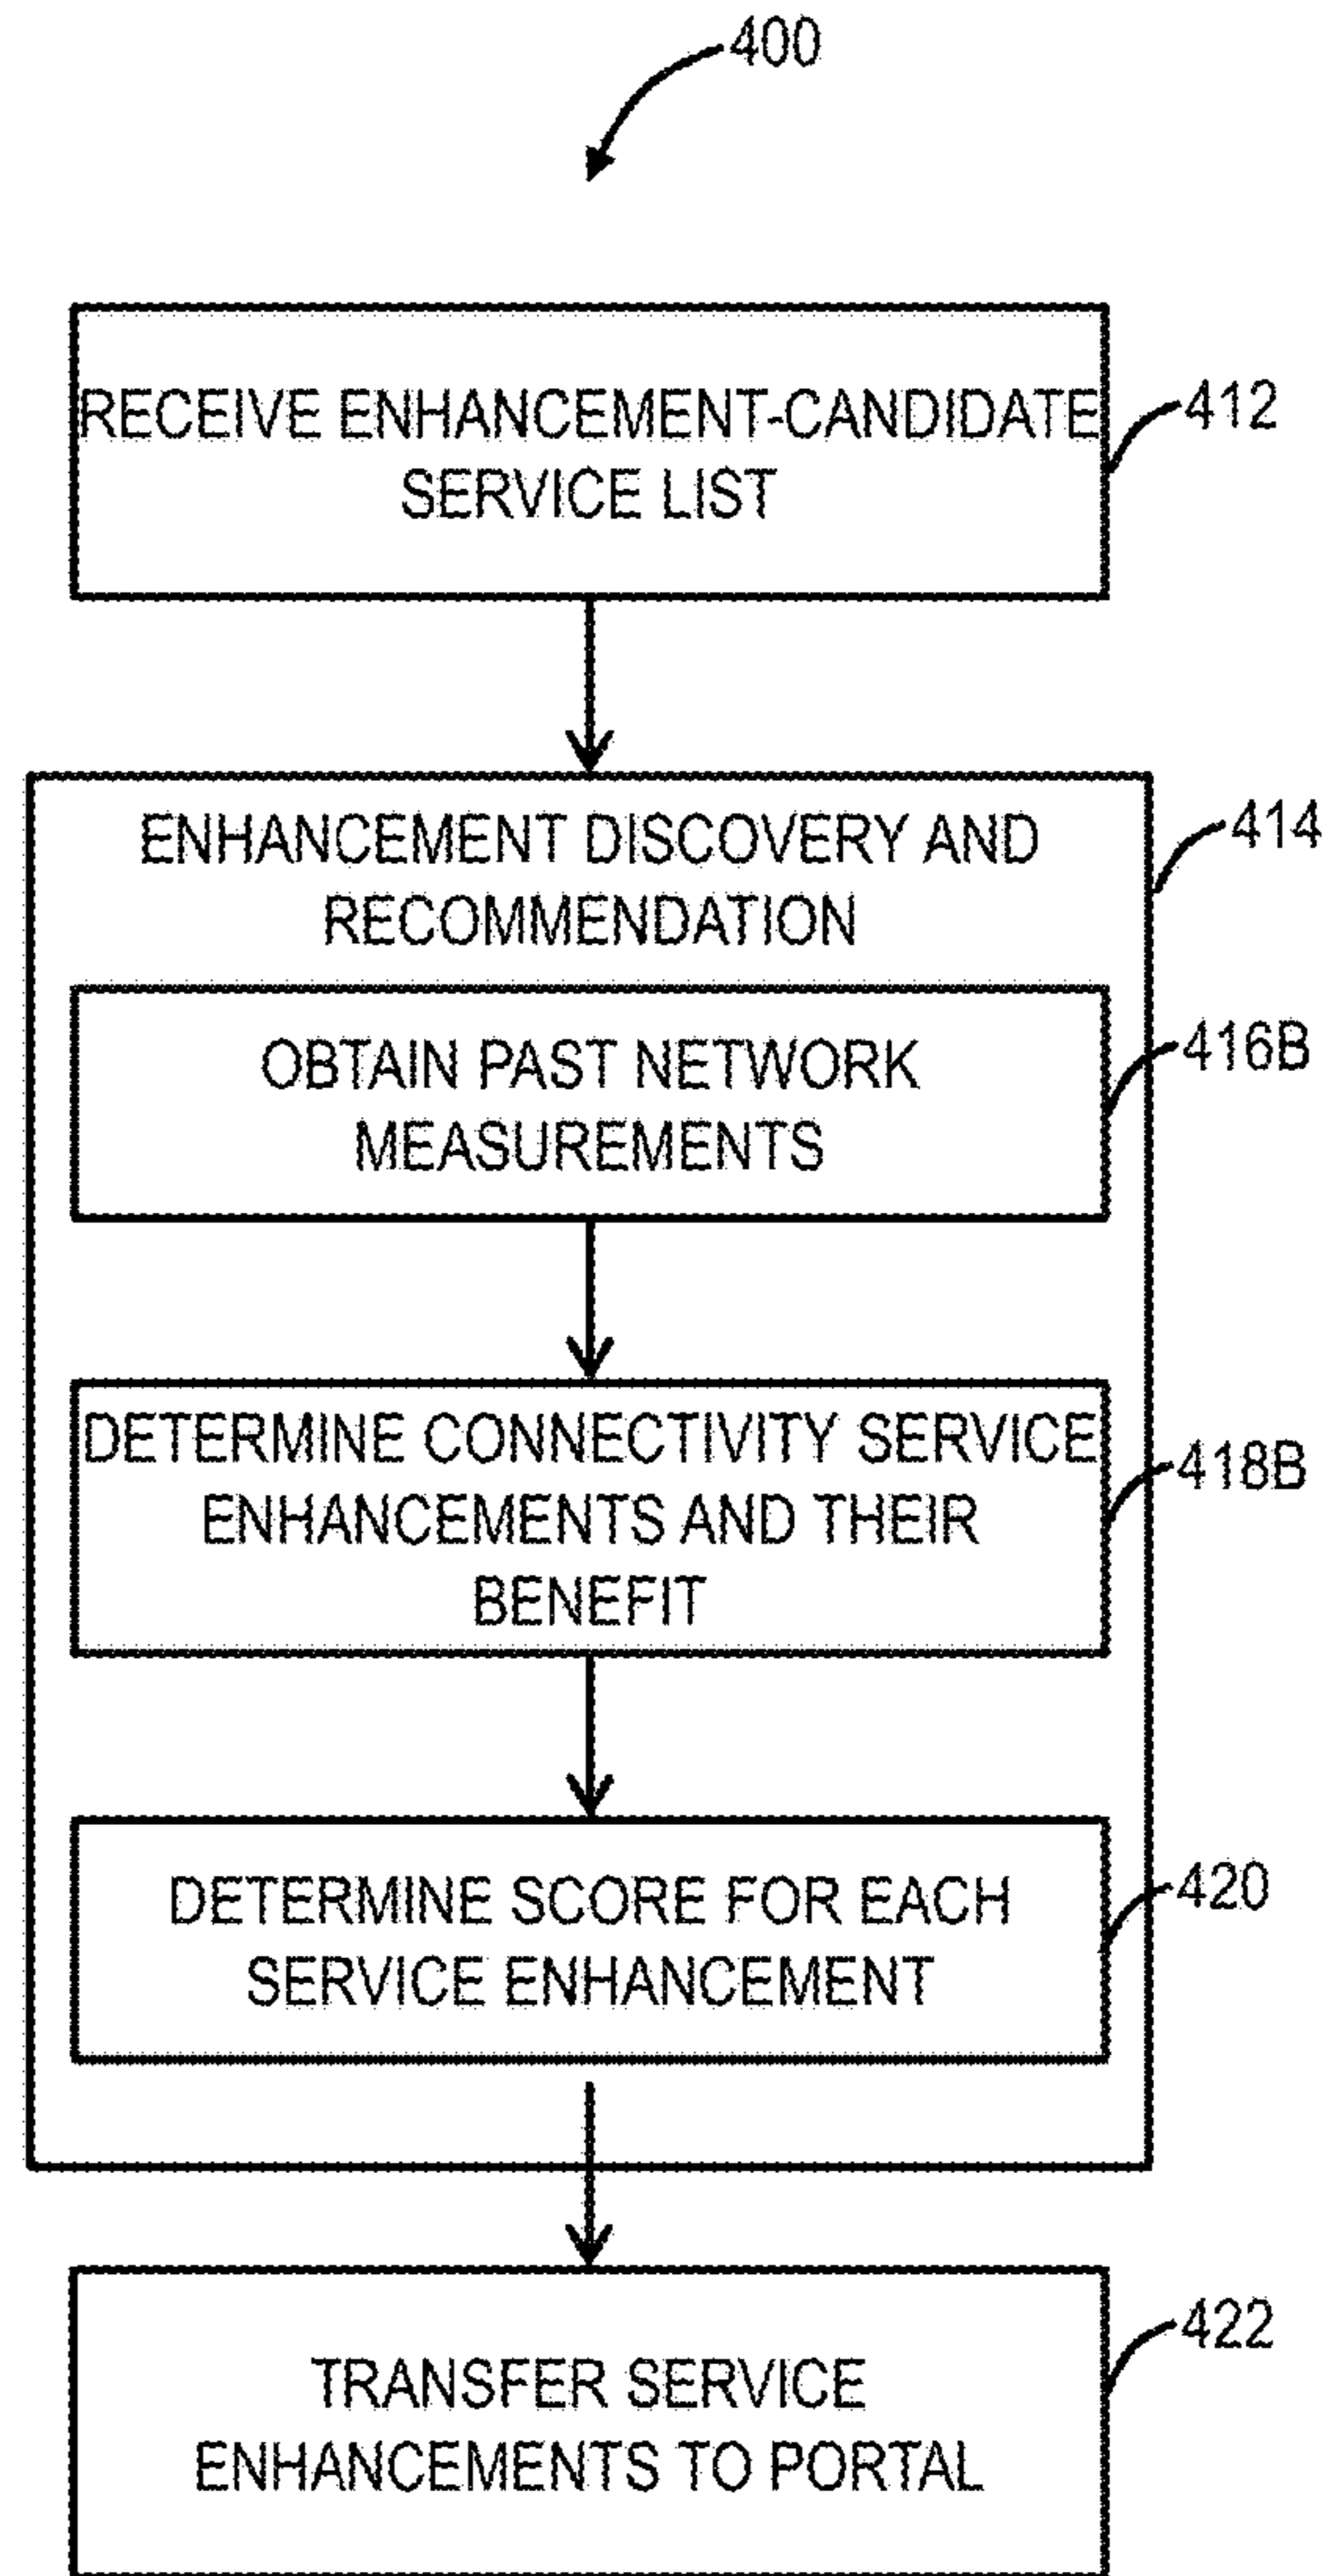 400
RECEIVE ENHANCEMENT-CANDIDATE
SERVICE LIST
412
ENHANCEMENT DISCOVERY AND
RECOMMENDATION
414
OBTAIN PAST NETWORK
MEASUREMENTS
416B
DETERMINE CONNECTIVITY SERVICE
ENHANCEMENTS AND THEIR
BENEFIT
418B
DETERMINE SCORE FOR EACH
SERVICE ENHANCEMENT
420
TRANSFER SERVICE
ENHANCEMENTS TO PORTAL
422